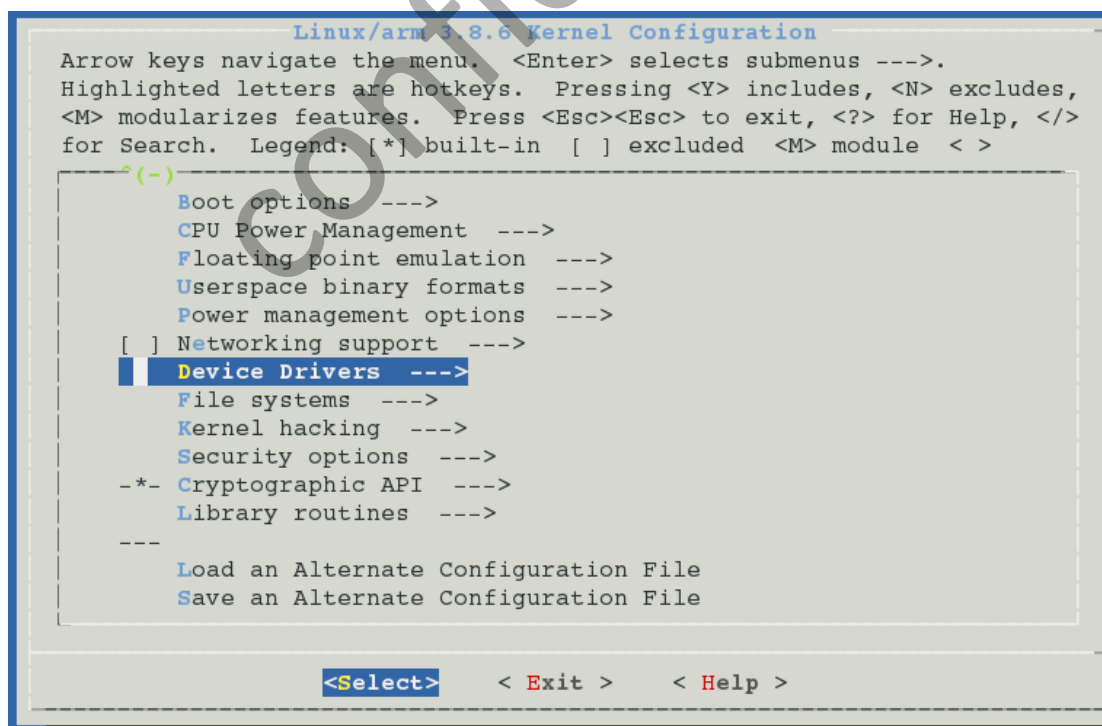 Linux/arm 3.8.6 Kernel Configuration
Arrow keys navigate the menu.  <Enter> selects submenus --->.
Highlighted letters are hotkeys.  Pressing <Y> includes, <N> excludes,
<M> modularizes features.  Press <Esc><Esc> to exit, <?> for Help, </>
for Search.  Legend: [*] built-in  [ ] excluded  <M> module  < >
^(-)
Boot options  --->
CPU Power Management  --->
Floating point emulation  --->
Userspace binary formats  --->
Power management options  --->
[ ] Networking support  --->
Device Drivers  --->
File systems  --->
Kernel hacking  --->
Security options  --->
-*- Cryptographic API  --->
Library routines  --->
---
Load an Alternate Configuration File
Save an Alternate Configuration File
<Select>    < Exit >    < Help >